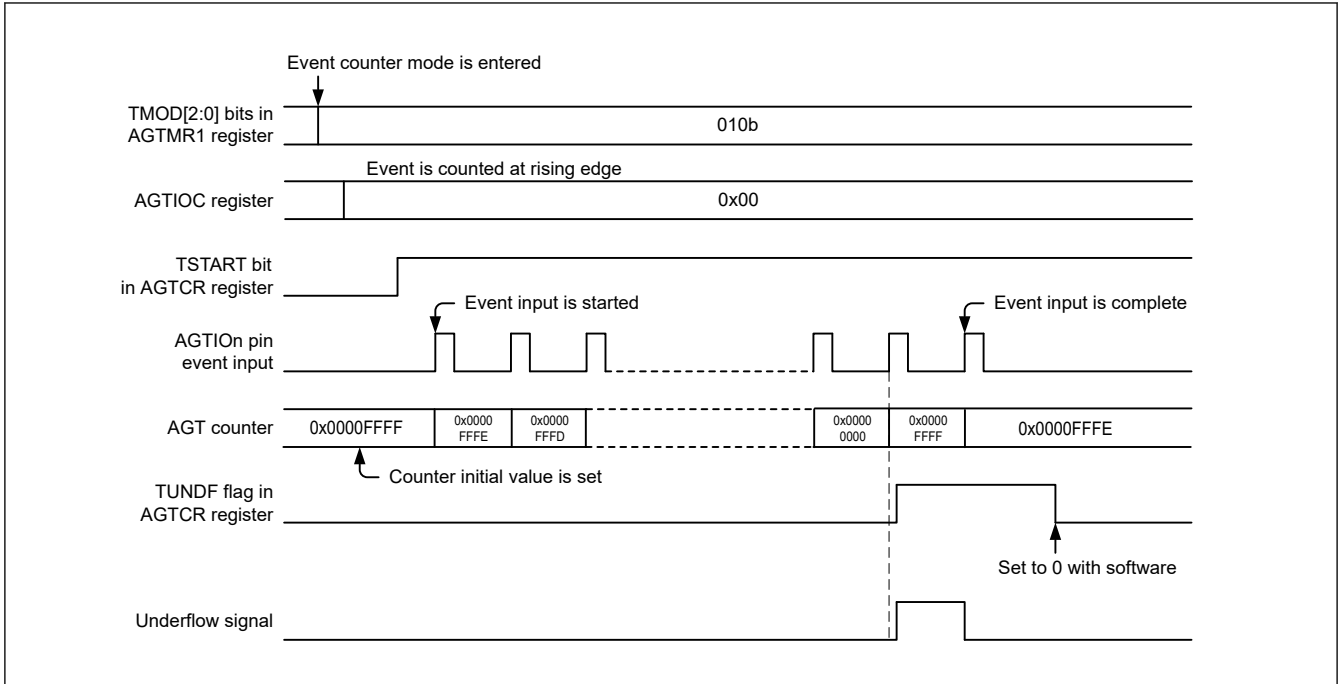 Event counter mode is entered
TMOD[2:0] bits in
AGTMR1 register
010b
Event is counted at rising edge
AGTIOC register
0x00
TSTART bit
in AGTCR register
Event input is started
Event input is complete
AGTIOn pin
event input
AGT counter
0x0000FFFF
0x0000
FFFE
0x0000
FFFD
0x0000
0000
0x0000
FFFF
0x0000FFFE
Counter initial value is set
TUNDF flag in
AGTCR register
Set to 0 with software
Underflow signal